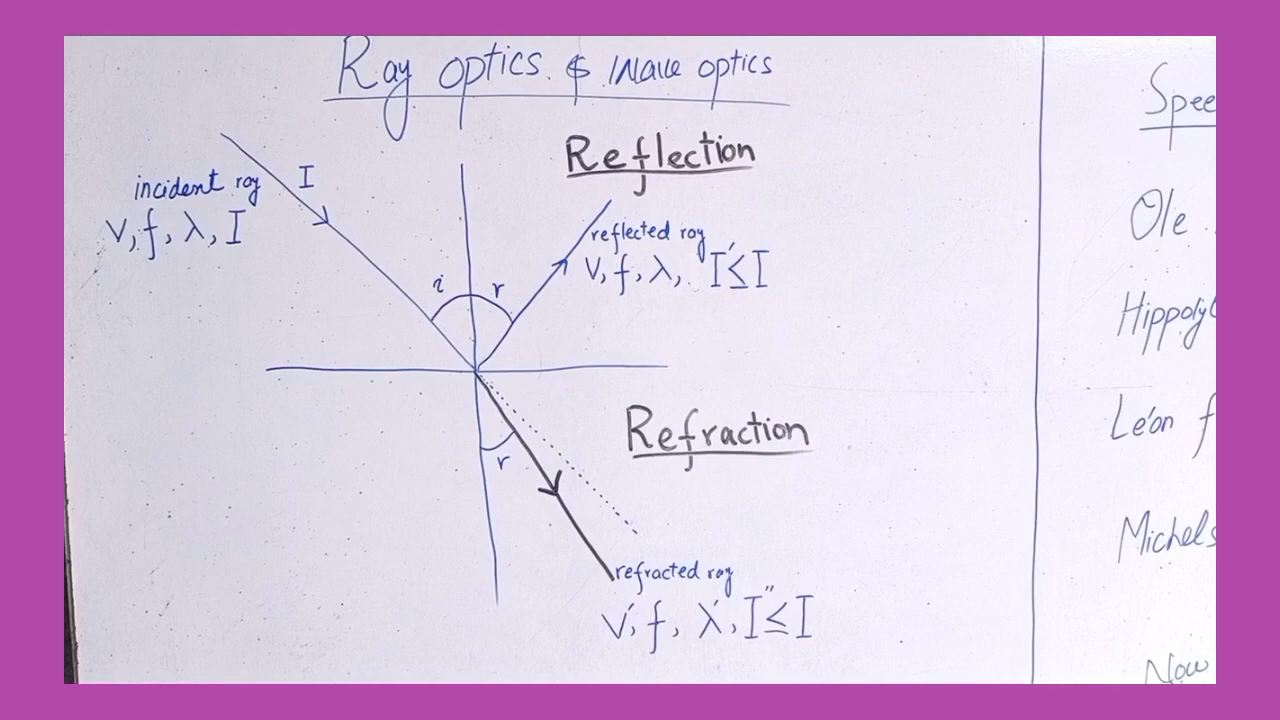 Ray optics & Wave optics
Reflection
incident ray
I
V, f, λ, I
reflected ray
V, f, λ, I' ≤ I
i
r
Refraction
r
refracted ray
V', f, λ', I'' ≤ I
Spee
Ole
Hippoly
Léon f
Michels
Now